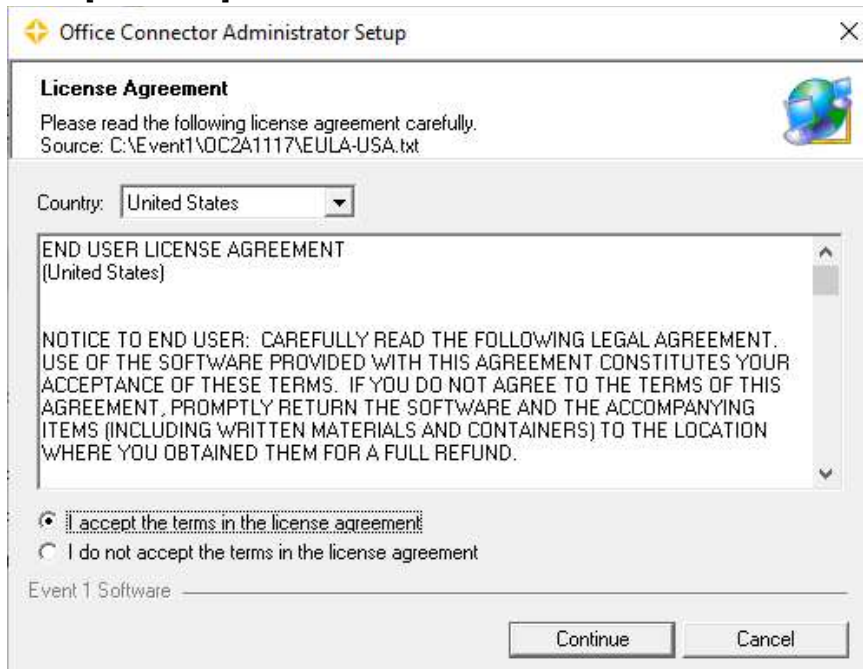 Office Connector Administrator Setup
License Agreement
Please read the following license agreement carefully.
Source: C:\Event1\OC2A1117\EULA-USA.txt
Country: United States
END USER LICENSE AGREEMENT
(United States)
NOTICE TO END USER: CAREFULLY READ THE FOLLOWING LEGAL AGREEMENT.
USE OF THE SOFTWARE PROVIDED WITH THIS AGREEMENT CONSTITUTES YOUR
ACCEPTANCE OF THESE TERMS. IF YOU DO NOT AGREE TO THE TERMS OF THIS
AGREEMENT, PROMPTLY RETURN THE SOFTWARE AND THE ACCOMPANYING
ITEMS (INCLUDING WRITTEN MATERIALS AND CONTAINERS) TO THE LOCATION
WHERE YOU OBTAINED THEM FOR A FULL REFUND.
I accept the terms in the license agreement
I do not accept the terms in the license agreement
Event 1 Software
Continue Cancel